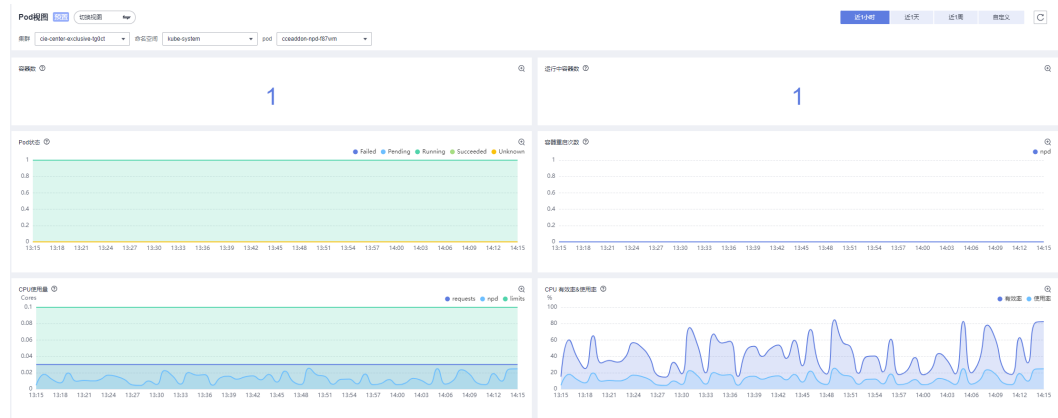 Pod视图 预置 切换视图 近1小时 近1天 近1周 自定义
集群 cie-center-exclusive-tg0ct 命名空间 kube-system pod cceaddon-npd-f87wm
容器数 运行中容器数
1 1
Pod状态 容器重启次数
Failed Pending Running Succeeded Unknown npd
1 1
0.8 0.8
0.6 0.6
0.4 0.4
0.2 0.2
0 0
13:15 13:18 13:21 13:24 13:27 13:30 13:33 13:36 13:39 13:42 13:45 13:48 13:51 13:54 13:57 14:00 14:03 14:06 14:09 14:12 14:15 13:15 13:18 13:21 13:24 13:27 13:30 13:33 13:36 13:39 13:42 13:45 13:48 13:51 13:54 13:57 14:00 14:03 14:06 14:09 14:12 14:15
CPU使用量 CPU 有效率&使用率
Cores requests npd limits % 有效率 使用率
0.1 100
0.08 80
0.06 60
0.04 40
0.02 20
0 0
13:15 13:18 13:21 13:24 13:27 13:30 13:33 13:36 13:39 13:42 13:45 13:48 13:51 13:54 13:57 14:00 14:03 14:06 14:09 14:12 14:15 13:15 13:18 13:21 13:24 13:27 13:30 13:33 13:36 13:39 13:42 13:45 13:48 13:51 13:54 13:57 14:00 14:03 14:06 14:09 14:12 14:15